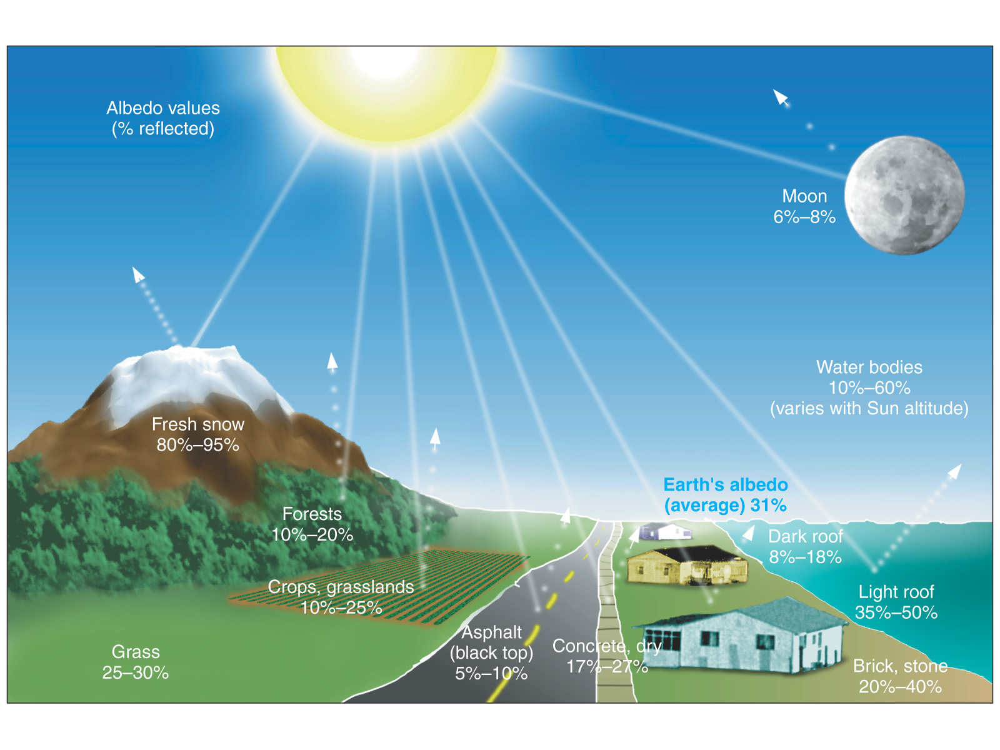 Albedo values
(% reflected)
Moon
6%–8%
Water bodies
10%–60%
(varies with Sun altitude)
Fresh snow
80%–95%
Earth's albedo
(average) 31%
Forests
10%–20%
Dark roof
8%–18%
Crops, grasslands
10%–25%
Light roof
35%–50%
Asphalt
(black top)
5%–10%
Concrete, dry
17%–27%
Grass
25–30%
Brick, stone
20%–40%